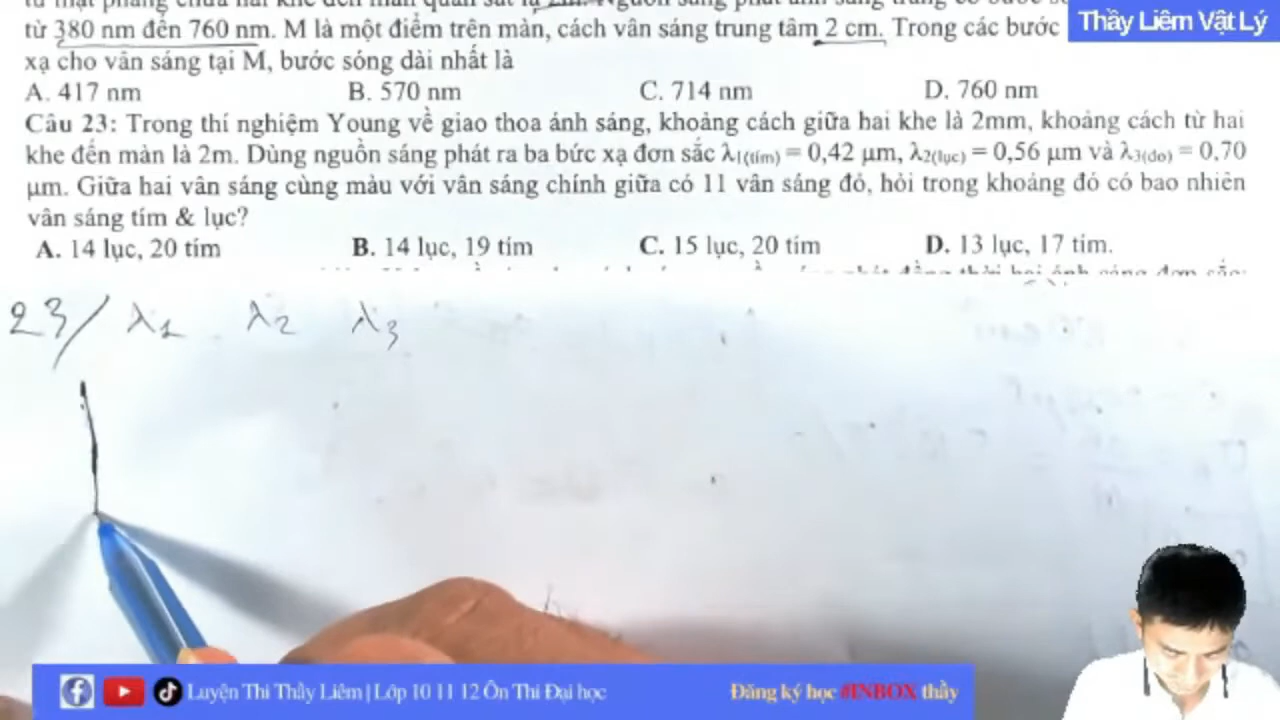 từ 380 nm đến 760 nm. M là một điểm trên màn, cách vân sáng trung tâm 2 cm. Trong các bước
Thầy Liêm Vật Lý
xạ cho vân sáng tại M, bước sóng dài nhất là
A. 417 nm B. 570 nm C. 714 nm D. 760 nm
Câu 23: Trong thí nghiệm Young về giao thoa ánh sáng, khoảng cách giữa hai khe là 2mm, khoảng cách từ hai
khe đến màn là 2m. Dùng nguồn sáng phát ra ba bức xạ đơn sắc λ1(tím) = 0,42 µm, λ2(lục) = 0,56 µm và λ3(đỏ) = 0,70
µm. Giữa hai vân sáng cùng màu với vân sáng chính giữa có 11 vân sáng đỏ, hỏi trong khoảng đó có bao nhiên
vân sáng tím & lục?
A. 14 lục, 20 tím B. 14 lục, 19 tím C. 15 lục, 20 tím D. 13 lục, 17 tím.
23/ λ1 λ2 λ3
Luyện Thi Thầy Liêm | Lớp 10 11 12 Ôn Thi Đại học Đăng ký học #INBOX thầy